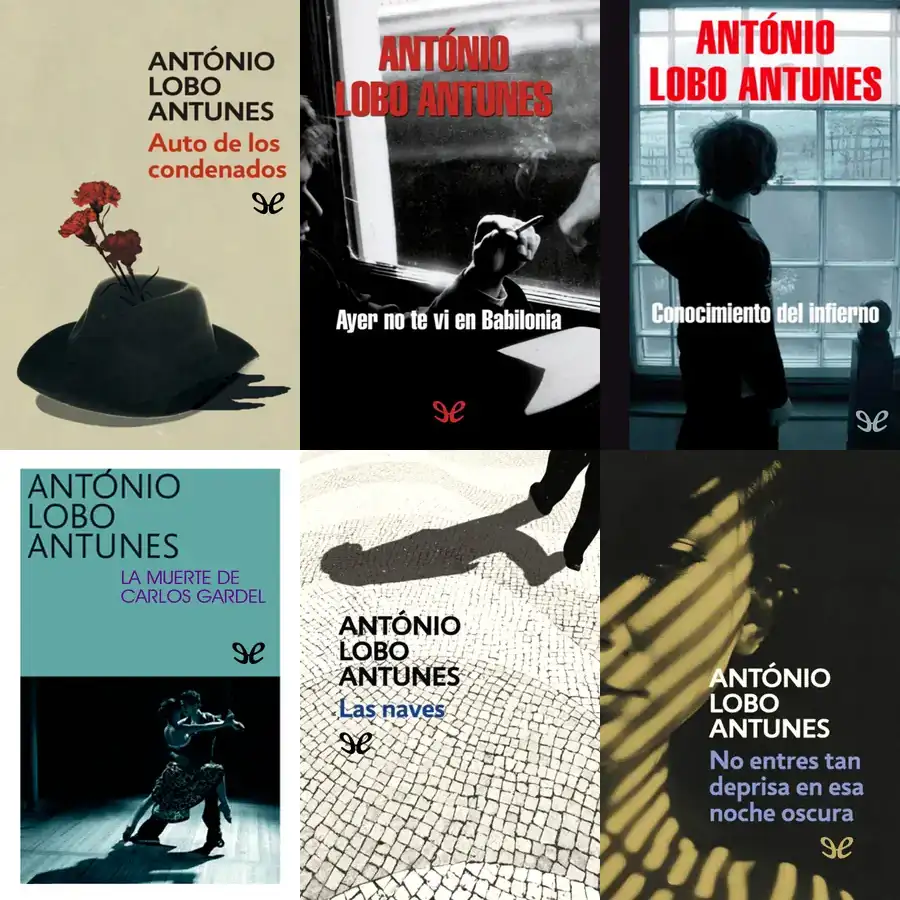 ANTÓNIO
LOBO
ANTUNES
Auto de los
condenados
ANTÓNIO
LOBO ANTUNES
Ayer no te vi en Babilonia
ANTÓNIO
LOBO ANTUNES
Conocimiento del infierno
ANTÓNIO
LOBO
ANTUNES
LA MUERTE DE
CARLOS GARDEL
ANTÓNIO
LOBO
ANTUNES
Las naves
ANTÓNIO
LOBO
ANTUNES
No entres tan
deprisa en esa
noche oscura